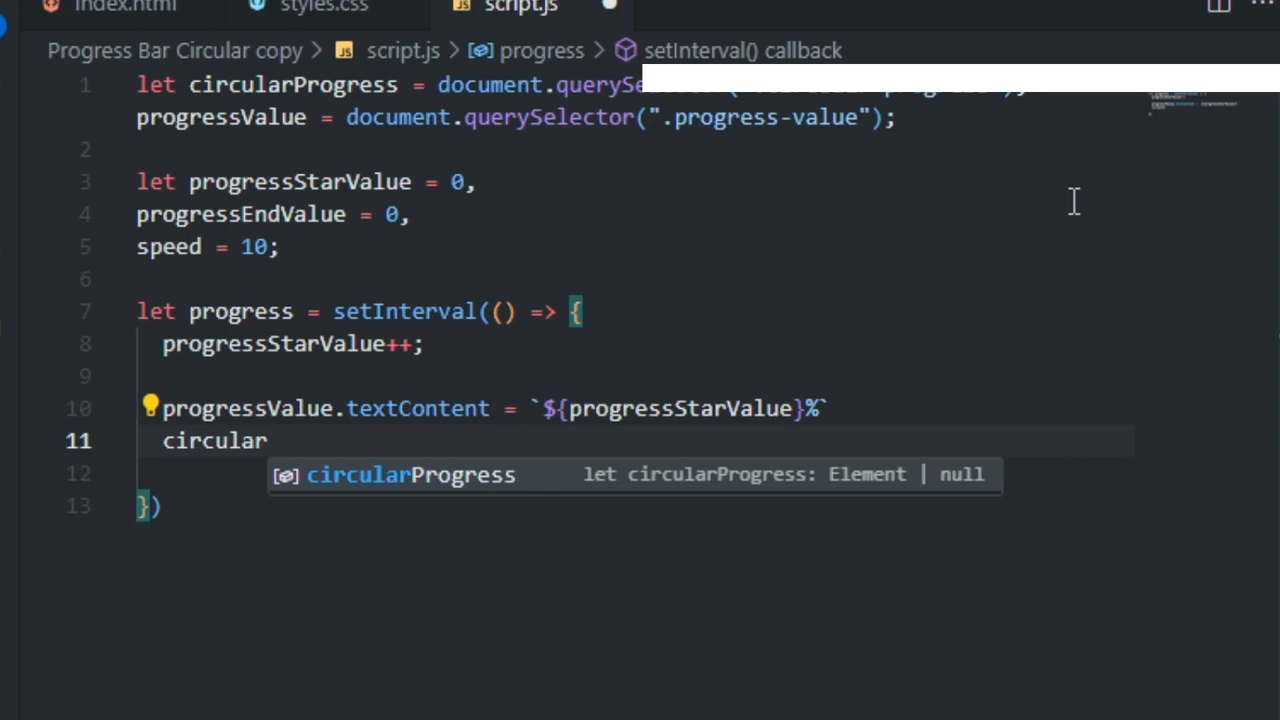 index.html styles.css script.js
Progress Bar Circular copy > script.js > progress > setInterval() callback
1 let circularProgress = document.queryS
progressValue = document.querySelector(".progress-value");
2
3 let progressStarValue = 0,
4 progressEndValue = 0,
5 speed = 10;
6
7 let progress = setInterval(() => {
8 progressStarValue++;
9
10 progressValue.textContent = `${progressStarValue}%`
11 circular
12 circularProgress let circularProgress: Element | null
13 })